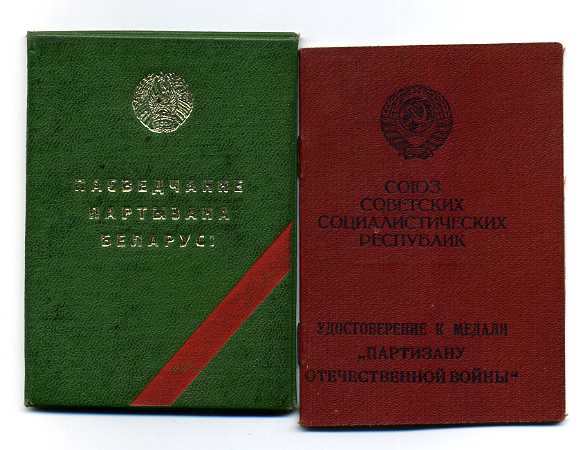 ПАСВЕДЧАННЕ
ПАРТЫЗАНА
БЕЛАРУСІ
СОЮЗ
СОВЕТСКИХ
СОЦИАЛИСТИЧЕСКИХ
РЕСПУБЛИК
УДОСТОВЕРЕНИЕ К МЕДАЛИ
„ПАРТИЗАНУ
ОТЕЧЕСТВЕННОЙ ВОЙНЫ“